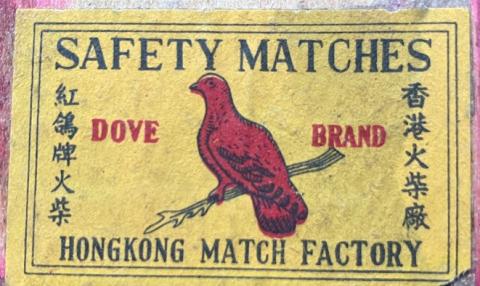 SAFETY MATCHES
紅鴿牌火柴
DOVE BRAND
香港火柴廠
HONGKONG MATCH FACTORY